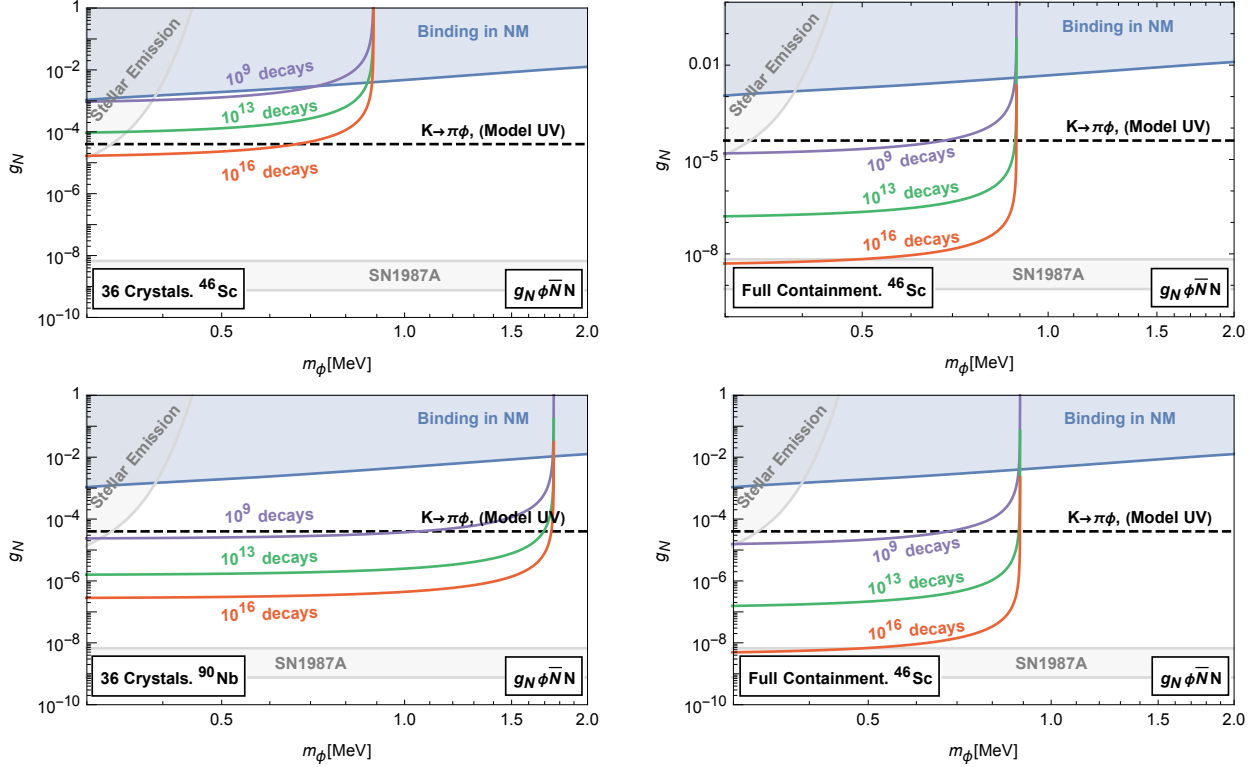 1
10⁻²
10⁻⁴
10⁻⁶
10⁻⁸
10⁻¹⁰
g_N
Stellar Emission
Binding in NM
10⁹ decays
10¹³ decays
K→πϕ, (Model UV)
10¹⁶ decays
SN1987A
36 Crystals. ⁴⁶Sc
g_N ϕN̅N
0.5
1.0
2.0
m_ϕ[MeV]
0.01
10⁻⁵
10⁻⁸
g_N
Stellar Emission
Binding in NM
K→πϕ, (Model UV)
10⁹ decays
10¹³ decays
10¹⁶ decays
SN1987A
Full Containment. ⁴⁶Sc
g_N ϕN̅N
0.5
1.0
2.0
m_ϕ[MeV]
1
10⁻²
10⁻⁴
10⁻⁶
10⁻⁸
10⁻¹⁰
g_N
Stellar Emission
Binding in NM
10⁹ decays
K→πϕ, (Model UV)
10¹³ decays
10¹⁶ decays
SN1987A
36 Crystals. ⁹⁰Nb
g_N ϕN̅N
0.5
1.0
2.0
m_ϕ[MeV]
1
10⁻²
10⁻⁴
10⁻⁶
10⁻⁸
10⁻¹⁰
g_N
Stellar Emission
Binding in NM
K→πϕ, (Model UV)
10⁹ decays
10¹³ decays
10¹⁶ decays
SN1987A
Full Containment. ⁴⁶Sc
g_N ϕN̅N
0.5
1.0
2.0
m_ϕ[MeV]